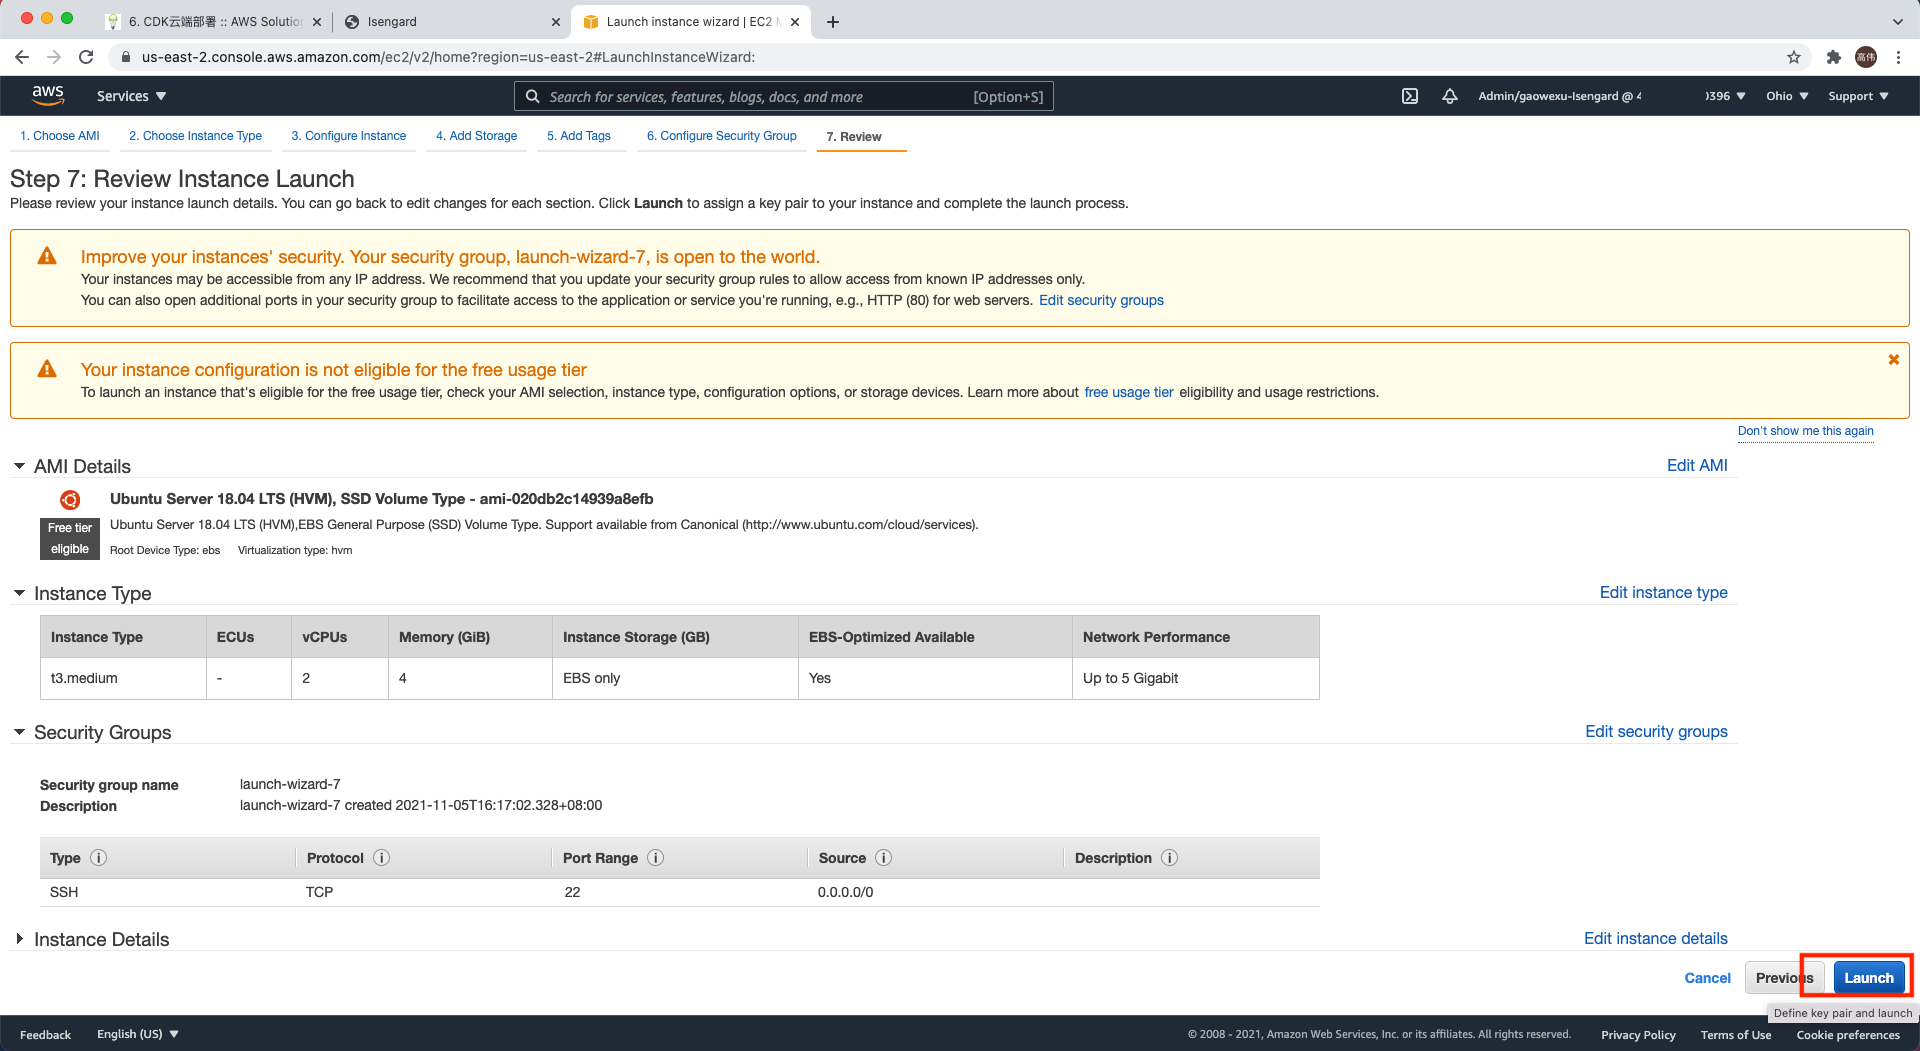 6. CDK云端部署 :: AWS Solution
Isengard
Launch instance wizard | EC2 M
us-east-2.console.aws.amazon.com/ec2/v2/home?region=us-east-2#LaunchInstanceWizard:
高伟
aws
Services
Search for services, features, blogs, docs, and more
[Option+S]
Admin/gaowexu-Isengard @ 4
0396
Ohio
Support
1. Choose AMI
2. Choose Instance Type
3. Configure Instance
4. Add Storage
5. Add Tags
6. Configure Security Group
7. Review
Step 7: Review Instance Launch
Please review your instance launch details. You can go back to edit changes for each section. Click Launch to assign a key pair to your instance and complete the launch process.
Improve your instances' security. Your security group, launch-wizard-7, is open to the world.
Your instances may be accessible from any IP address. We recommend that you update your security group rules to allow access from known IP addresses only.
You can also open additional ports in your security group to facilitate access to the application or service you're running, e.g., HTTP (80) for web servers. Edit security groups
Your instance configuration is not eligible for the free usage tier
To launch an instance that's eligible for the free usage tier, check your AMI selection, instance type, configuration options, or storage devices. Learn more about free usage tier eligibility and usage restrictions.
Don't show me this again
AMI Details
Edit AMI
Ubuntu Server 18.04 LTS (HVM), SSD Volume Type - ami-020db2c14939a8efb
Free tier
eligible
Ubuntu Server 18.04 LTS (HVM),EBS General Purpose (SSD) Volume Type. Support available from Canonical (http://www.ubuntu.com/cloud/services).
Root Device Type: ebs Virtualization type: hvm
Instance Type
Edit instance type
Instance Type ECUs vCPUs Memory (GiB) Instance Storage (GB) EBS-Optimized Available Network Performance
t3.medium - 2 4 EBS only Yes Up to 5 Gigabit
Security Groups
Edit security groups
Security group name launch-wizard-7
Description launch-wizard-7 created 2021-11-05T16:17:02.328+08:00
Type Protocol Port Range Source Description
SSH TCP 22 0.0.0.0/0
Instance Details
Edit instance details
Cancel
Previous
Launch
Define key pair and launch
Feedback
English (US)
© 2008 - 2021, Amazon Web Services, Inc. or its affiliates. All rights reserved.
Privacy Policy
Terms of Use
Cookie preferences